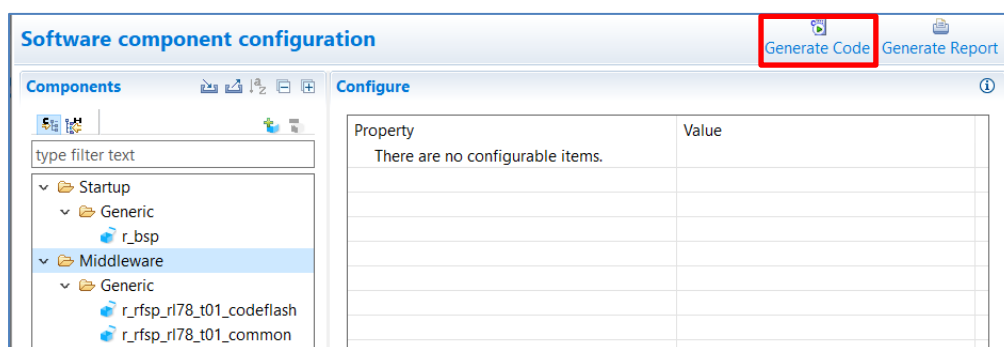 Software component configuration
Generate Code Generate Report
Components
Configure
type filter text
Property Value
There are no configurable items.
Startup
Generic
r_bsp
Middleware
Generic
r_rfsp_rl78_t01_codeflash
r_rfsp_rl78_t01_common